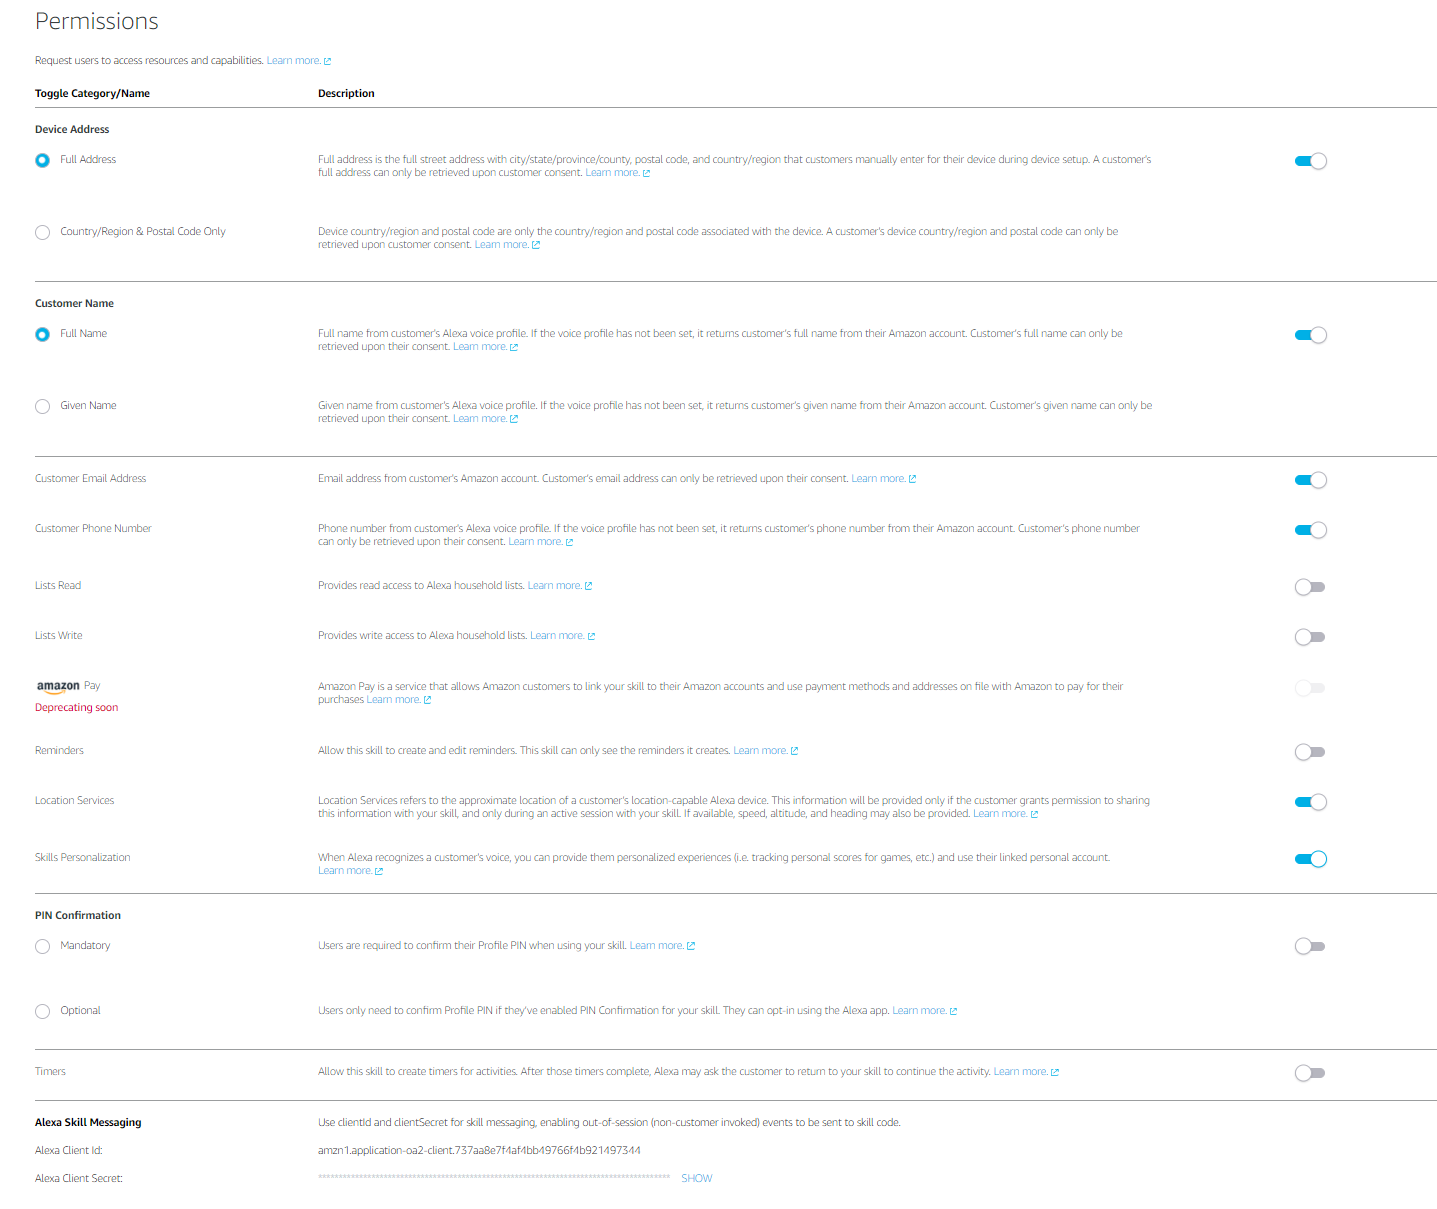 Permissions
Request users to access resources and capabilities. Learn more.
Toggle Category/Name Description
Device Address
Full Address Full address is the full street address with city/state/province/county, postal code, and country/region that customers manually enter for their device during device setup. A customer's
full address can only be retrieved upon customer consent. Learn more.
Country/Region & Postal Code Only Device country/region and postal code are only the country/region and postal code associated with the device. A customer's device country/region and postal code can only be
retrieved upon customer consent. Learn more.
Customer Name
Full Name Full name from customer's Alexa voice profile. If the voice profile has not been set, it returns customer's full name from their Amazon account. Customer's full name can only be
retrieved upon their consent. Learn more.
Given Name Given name from customer's Alexa voice profile. If the voice profile has not been set, it returns customer's given name from their Amazon account. Customer's given name can only be
retrieved upon their consent. Learn more.
Customer Email Address Email address from customer's Amazon account. Customer's email address can only be retrieved upon their consent. Learn more.
Customer Phone Number Phone number from customer's Alexa voice profile. If the voice profile has not been set, it returns customer's phone number from their Amazon account. Customer's phone number
can only be retrieved upon their consent. Learn more.
Lists Read Provides read access to Alexa household lists. Learn more.
Lists Write Provides write access to Alexa household lists. Learn more.
amazon Pay Amazon Pay is a service that allows Amazon customers to link your skill to their Amazon accounts and use payment methods and addresses on file with Amazon to pay for their
purchases Learn more.
Deprecating soon
Reminders Allow this skill to create and edit reminders. This skill can only see the reminders it creates. Learn more.
Location Services Location Services refers to the approximate location of a customer's location-capable Alexa device. This information will be provided only if the customer grants permission to sharing
this information with your skill, and only during an active session with your skill. If available, speed, altitude, and heading may also be provided. Learn more.
Skills Personalization When Alexa recognizes a customer's voice, you can provide them personalized experiences (i.e. tracking personal scores for games, etc.) and use their linked personal account.
Learn more.
PIN Confirmation
Mandatory Users are required to confirm their Profile PIN when using your skill. Learn more.
Optional Users only need to confirm Profile PIN if they've enabled PIN Confirmation for your skill. They can opt-in using the Alexa app. Learn more.
Timers Allow this skill to create timers for activities. After those timers complete, Alexa may ask the customer to return to your skill to continue the activity. Learn more.
Alexa Skill Messaging Use clientId and clientSecret for skill messaging, enabling out-of-session (non-customer invoked) events to be sent to skill code.
Alexa Client Id: amzn1.application-oa2-client.737aa8e7f4af4bb49766f4b921497344
Alexa Client Secret: SHOW